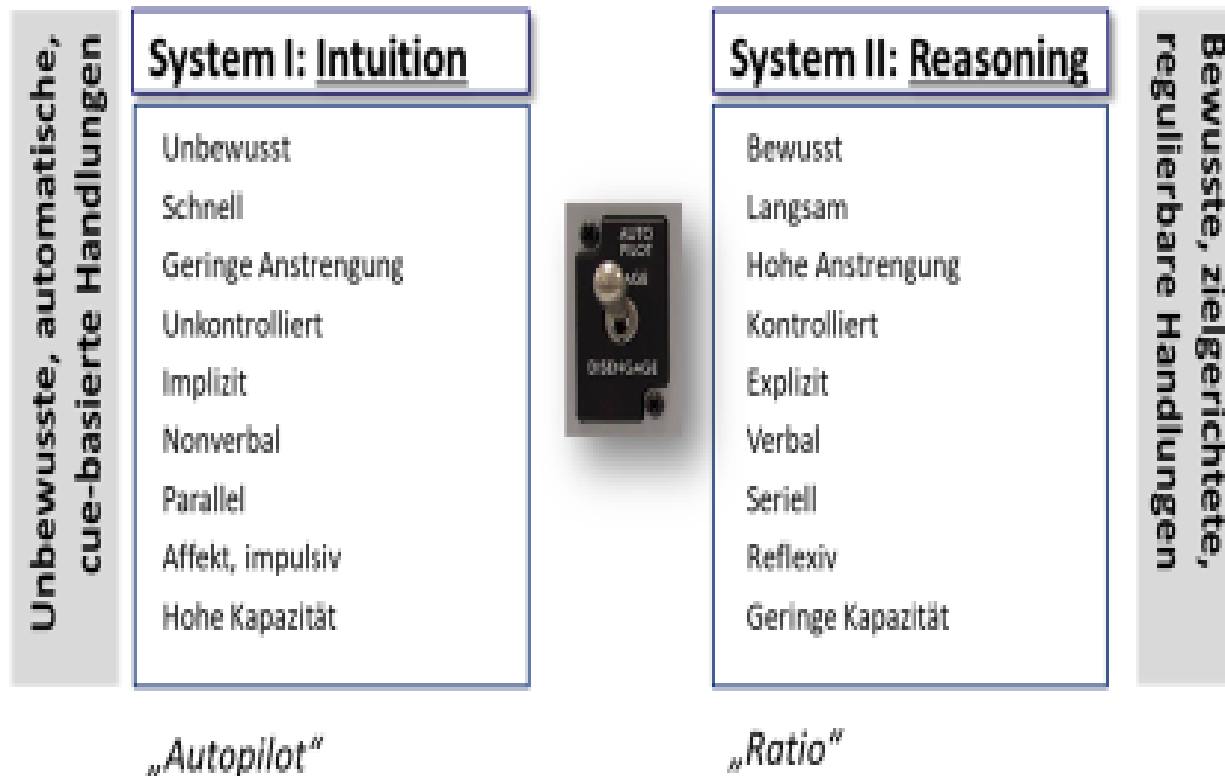 Unbewusste, automatische,
cue-basierte Handlungen
System I: Intuition
Unbewusst
Schnell
Geringe Anstrengung
Unkontrolliert
Implizit
Nonverbal
Parallel
Affekt, impulsiv
Hohe Kapazität
„Autopilot“
AUTO
PILOT
DISENGAGE
System II: Reasoning
Bewusst
Langsam
Hohe Anstrengung
Kontrolliert
Explizit
Verbal
Seriell
Reflexiv
Geringe Kapazität
„Ratio“
Bewusste, zielgerichtete,
regulierbare Handlungen